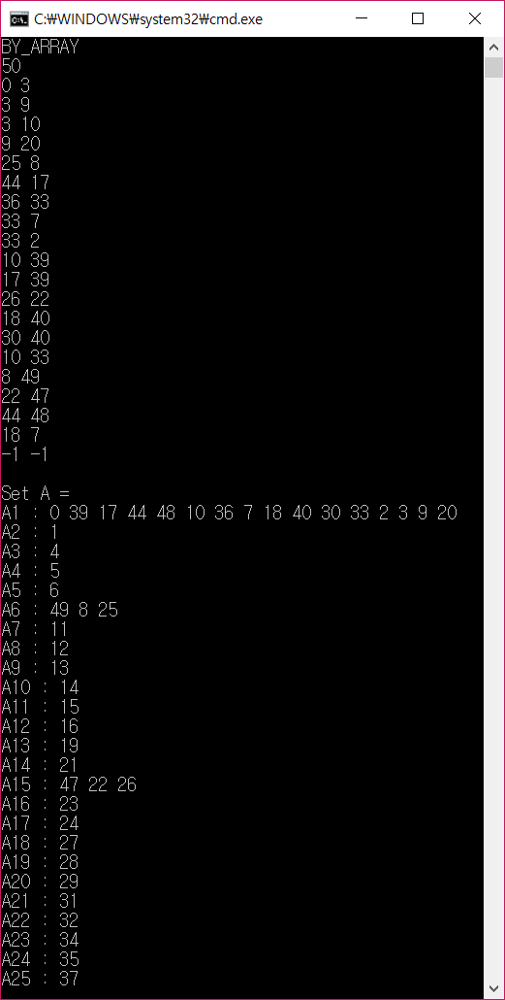 C:₩WINDOWS₩system32₩cmd.exe
BY_ARRAY
50
0 3
3 9
3 10
9 20
25 8
44 17
36 33
33 7
33 2
10 39
17 39
26 22
18 40
30 40
10 33
8 49
22 47
44 48
18 7
-1 -1
Set A =
A1 : 0 39 17 44 48 10 36 7 18 40 30 33 2 3 9 20
A2 : 1
A3 : 4
A4 : 5
A5 : 6
A6 : 49 8 25
A7 : 11
A8 : 12
A9 : 13
A10 : 14
A11 : 15
A12 : 16
A13 : 19
A14 : 21
A15 : 47 22 26
A16 : 23
A17 : 24
A18 : 27
A19 : 28
A20 : 29
A21 : 31
A22 : 32
A23 : 34
A24 : 35
A25 : 37